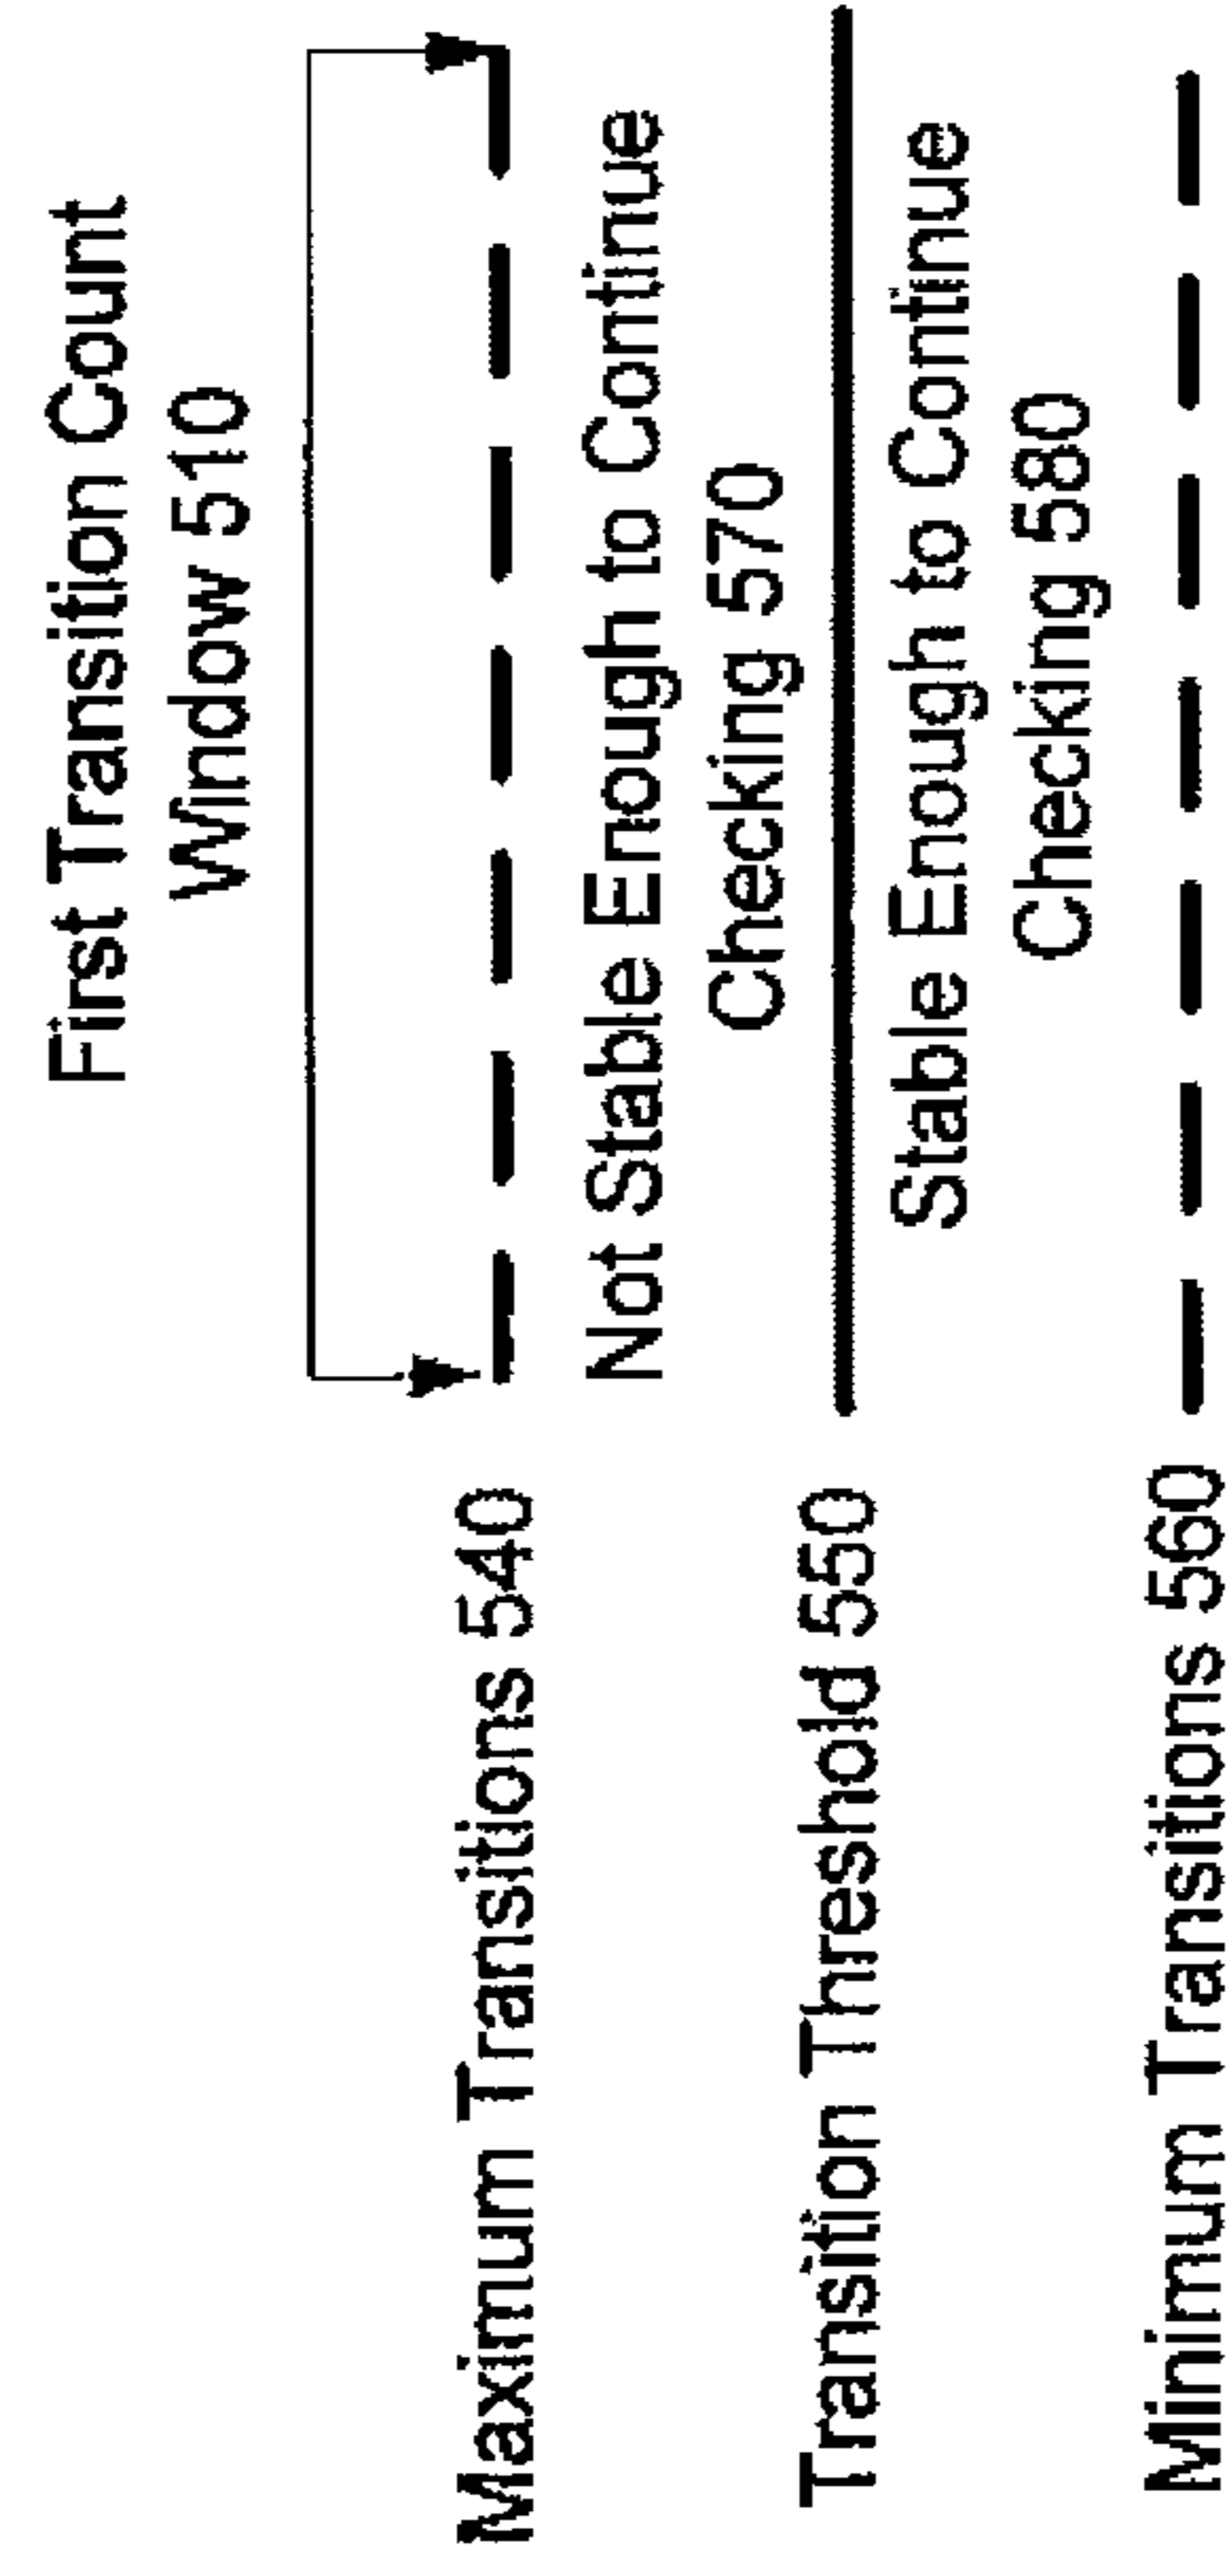 First Transition Count
Window 510
Maximum Transitions 540
Not Stable Enough to Continue
Checking 570
Transition Threshold 550
Stable Enough to Continue
Checking 580
Minimum Transitions 560